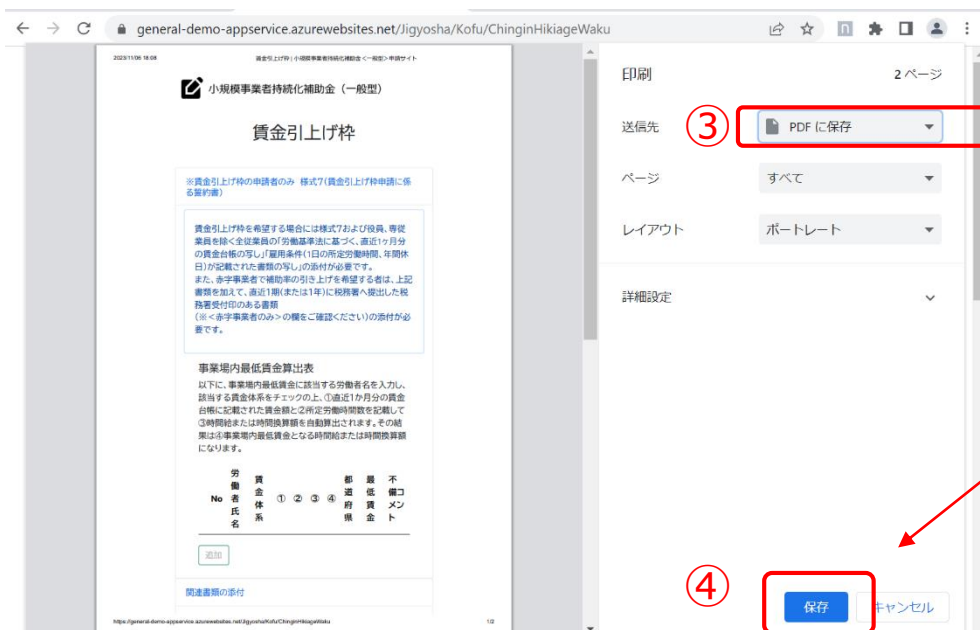 general-demo-appservice.azurewebsites.net/Jigyosha/Kofu/ChinginHikiageWaku
2023/11/06 18:08
賃金引上げ枠 | 小規模事業者持続化補助金<一般型>申請サイト
小規模事業者持続化補助金（一般型）
賃金引上げ枠
※賃金引上げ枠の申請者のみ 様式7(賃金引上げ枠申請に係
る誓約書)
賃金引上げ枠を希望する場合には様式7および役員、専従
業員を除く全従業員の「労働基準法に基づく、直近1ヶ月分
の賃金台帳の写し」「雇用条件(1日の所定労働時間、年間休
日)が記載された書類の写し」の添付が必要です。
また、赤字事業者で補助率の引き上げを希望する者は、上記
書類を加えて、直近1期(または1年)に税務署へ提出した税
務署受付印のある書類
(※<赤字事業者のみ>の欄をご確認ください)の添付が必
要です。
事業場内最低賃金算出表
以下に、事業場内最低賃金に該当する労働者名を入力し、
該当する賃金体系をチェックの上、①直近1か月分の賃金
台帳に記載された賃金額と②所定労働時間数を記載して
③時間給または時間換算額を自動算出されます。その結
果は④事業場内最低賃金となる時間給または時間換算額
になります。
No 労働者氏名 賃金体系 ① ② ③ ④ 都道府県 最低賃金 不備コメント
追加
関連書類の添付
https://general-demo-appservice.azurewebsites.net/Jigyosha/Kofu/ChinginHikiageWaku
1/2
印刷 2 ページ
送信先 ③ PDF に保存
ページ すべて
レイアウト ポートレート
詳細設定
④ 保存 キャンセル